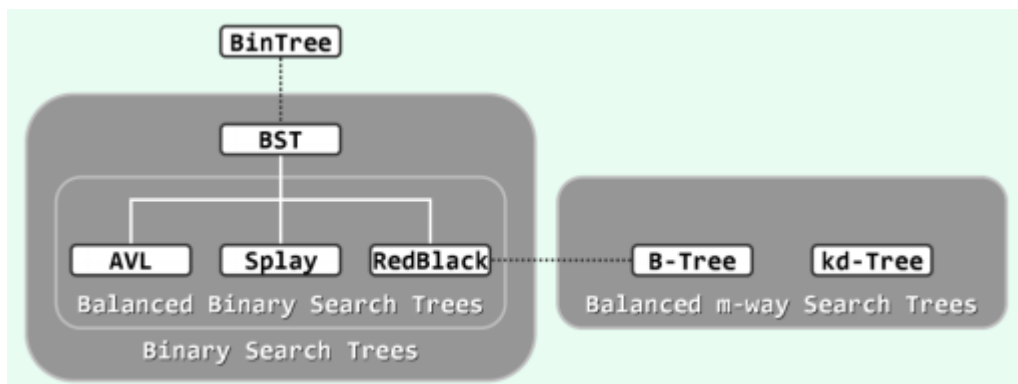 BinTree
BST
AVL
Splay
RedBlack
B-Tree
kd-Tree
Balanced Binary Search Trees
Balanced m-way Search Trees
Binary Search Trees